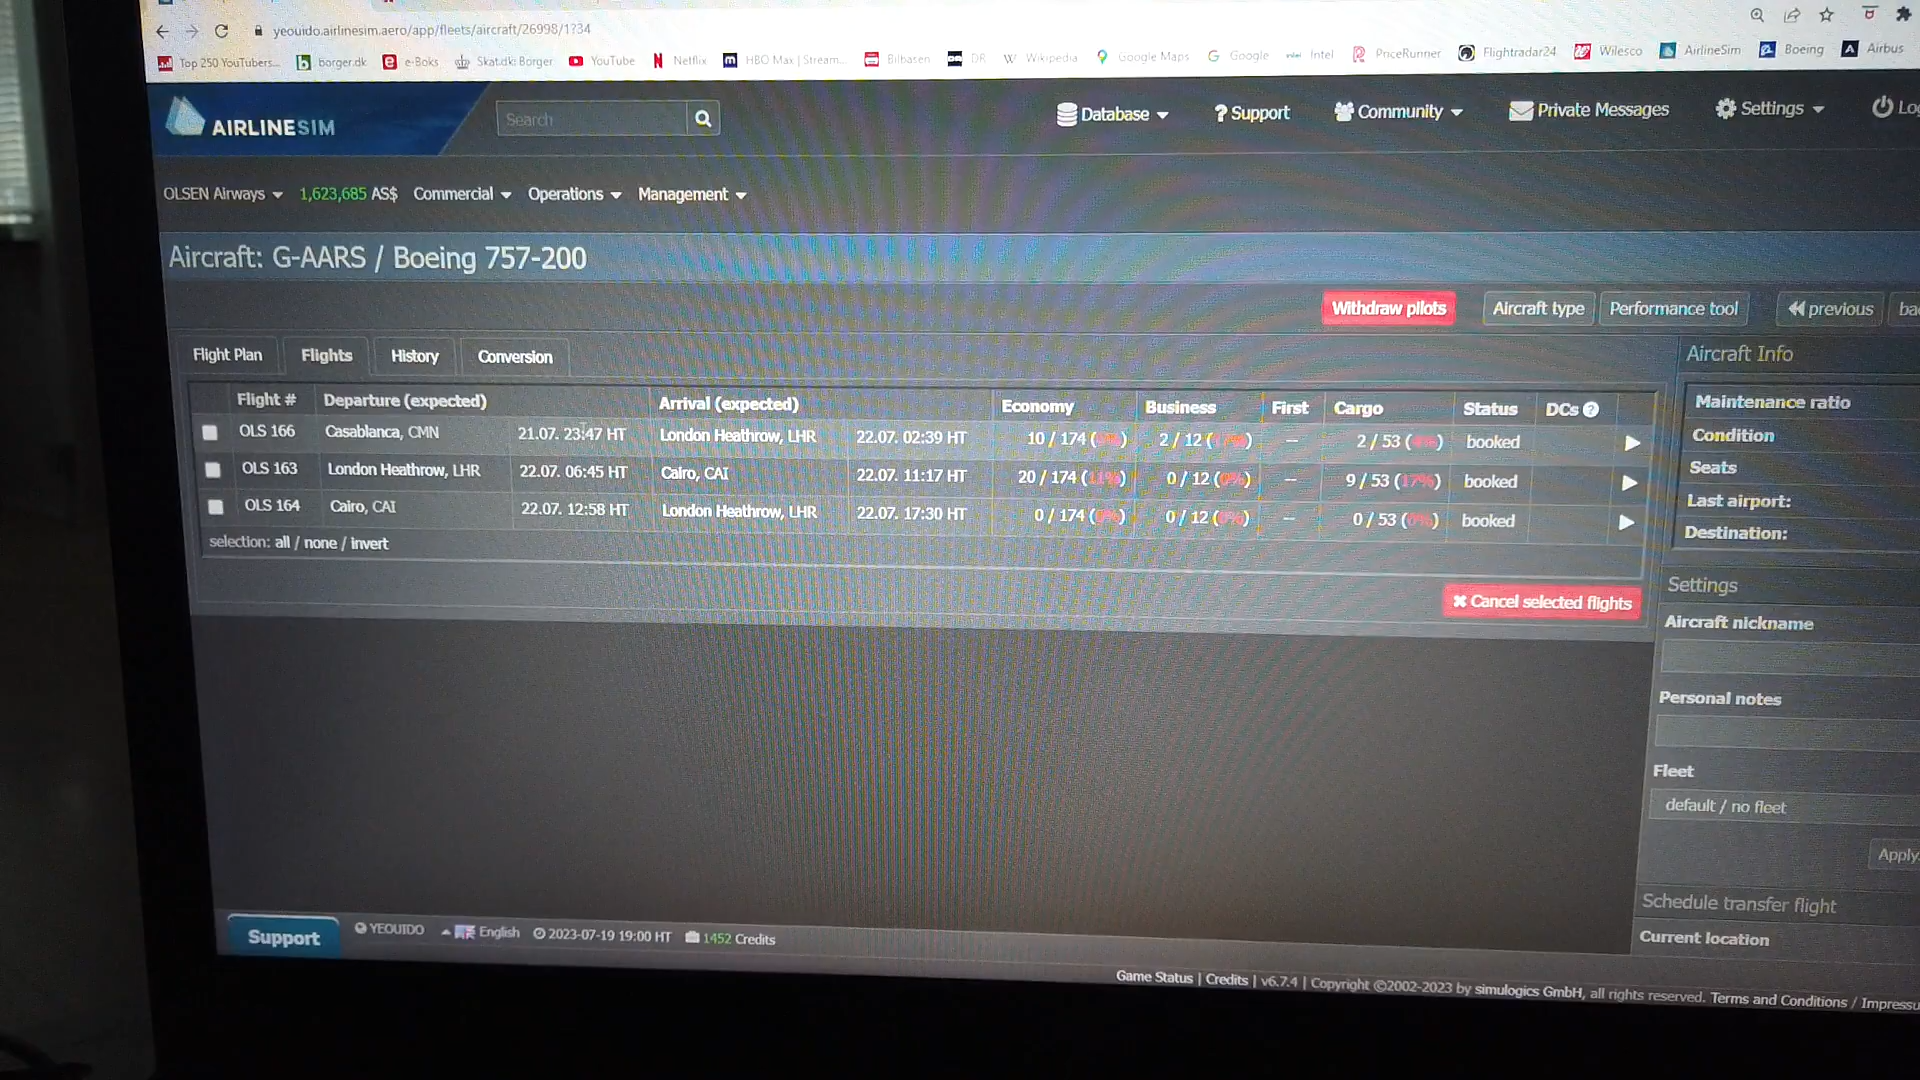 yeouido.airlinesim.aero/app/fleets/aircraft/26998/1?34
Top 250 YouTubers... borger.dk e-Boks Skat.dk: Borger YouTube Netflix HBO Max | Stream... Bilbasen DR Wikipedia Google Maps Google Intel PriceRunner Flightradar24 Wilesco AirlineSim Boeing Airbus
AIRLINESIM Search Database Support Community Private Messages Settings
OLSEN Airways 1,623,685 AS$ Commercial Operations Management
Aircraft: G-AARS / Boeing 757-200
Withdraw pilots Aircraft type Performance tool previous
Flight Plan Flights History Conversion Aircraft Info
Flight # Departure (expected) Arrival (expected) Economy Business First Cargo Status DCs Maintenance ratio
OLS 166 Casablanca, CMN 21.07. 23:47 HT London Heathrow, LHR 22.07. 02:39 HT 10 / 174 2 / 12 -- 2 / 53 booked Condition
OLS 163 London Heathrow, LHR 22.07. 06:45 HT Cairo, CAI 22.07. 11:17 HT 20 / 174 (11%) 0 / 12 (0%) -- 9 / 53 (17%) booked Seats
OLS 164 Cairo, CAI 22.07. 12:58 HT London Heathrow, LHR 22.07. 17:30 HT 0 / 174 (0%) 0 / 12 (0%) -- 0 / 53 (0%) booked Last airport:
selection: all / none / invert Destination:
Cancel selected flights Settings
Aircraft nickname
Personal notes
Fleet
default / no fleet
Apply
Schedule transfer flight
Support YEOUIDO English 2023-07-19 19:00 HT 1452 Credits Current location
Game Status | Credits | v6.7.4 | Copyright ©2002-2023 by simulogics GmbH, all rights reserved. Terms and Conditions /